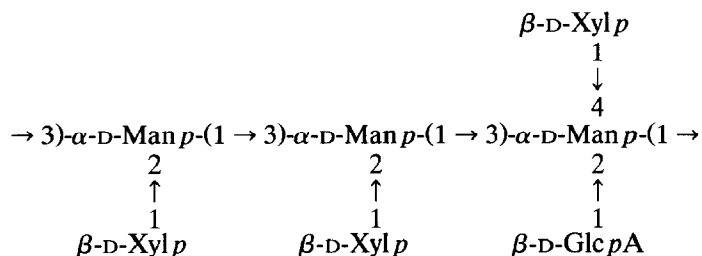 β-D-Xylp
1
↓
4
→ 3)-α-D-Manp-(1 → 3)-α-D-Manp-(1 → 3)-α-D-Manp-(1 →
2 2 2
↑ ↑ ↑
1 1 1
β-D-Xylp β-D-Xylp β-D-GlcpA